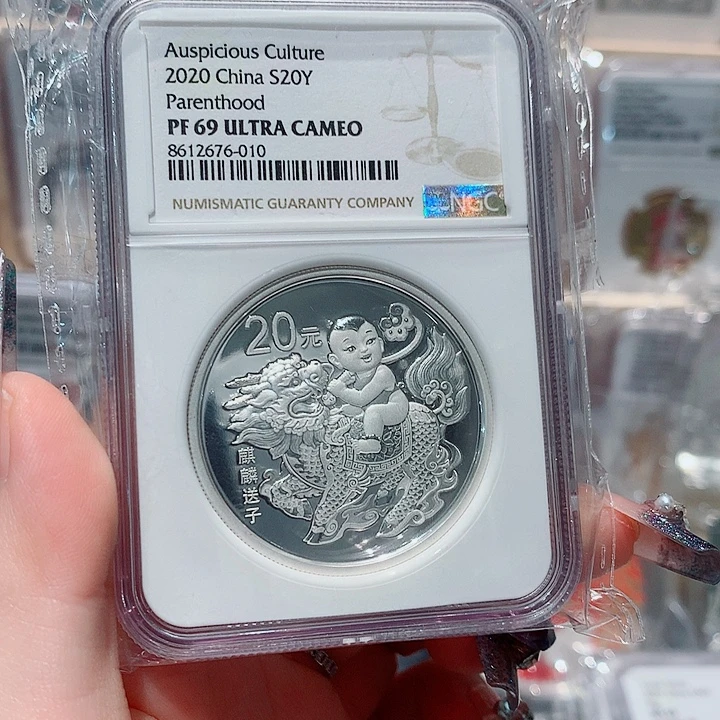 Auspicious Culture
2020 China S20Y
Parenthood
PF 69 ULTRA CAMEO
8612676-010
NUMISMATIC GUARANTY COMPANY
NGC
20元
麒麟送子